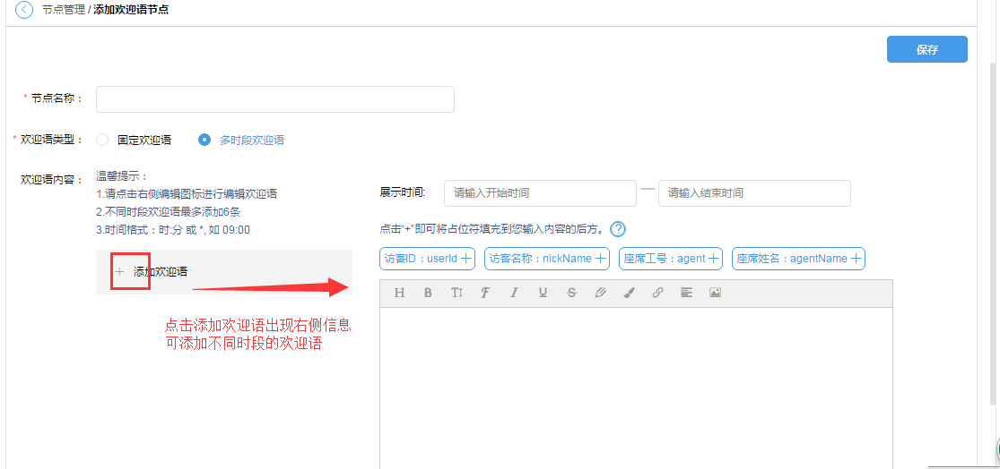 节点管理 / 添加欢迎语节点
保存
* 节点名称：
* 欢迎语类型： 固定欢迎语 多时段欢迎语
欢迎语内容： 温馨提示：
1.请点击右侧编辑图标进行编辑欢迎语
2.不同时段欢迎语最多添加6条
3.时间格式：时:分 或 *, 如 09:00
+ 添加欢迎语
点击添加欢迎语出现右侧信息
可添加不同时段的欢迎语
展示时间: 请输入开始时间 — 请输入结束时间
点击“+”即可将占位符填充到您输入内容的后方。 ?
访客ID：userId + 访客名称：nickName + 座席工号：agent + 座席姓名：agentName +
H B T F I U S